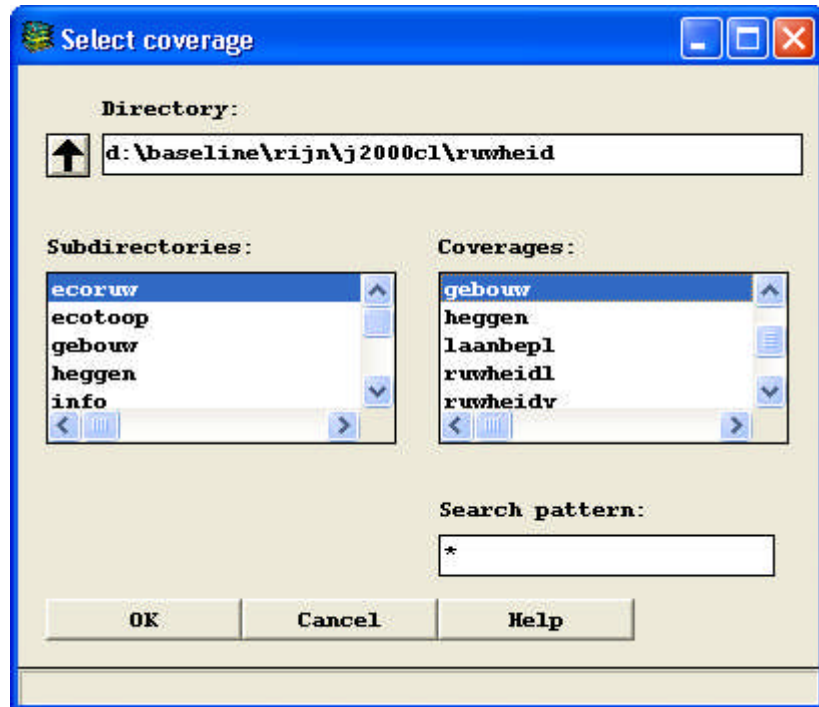 Select coverage
Directory:
d:\baseline\rijn\j2000cl\ruwheid
Subdirectories:
ecoruw
ecotoop
gebouw
heggen
info
Coverages:
gebouw
heggen
laanbepl
ruwheidl
ruwheidv
Search pattern:
*
OK Cancel Help